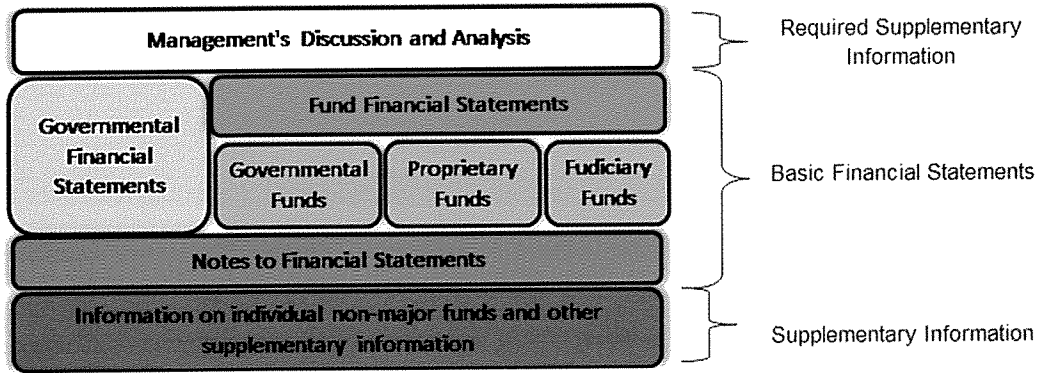 Management's Discussion and Analysis
Required Supplementary
Information
Governmental
Financial
Statements
Fund Financial Statements
Governmental
Funds
Proprietary
Funds
Fudiciary
Funds
Basic Financial Statements
Notes to Financial Statements
Information on individual non-major funds and other
supplementary information
Supplementary Information